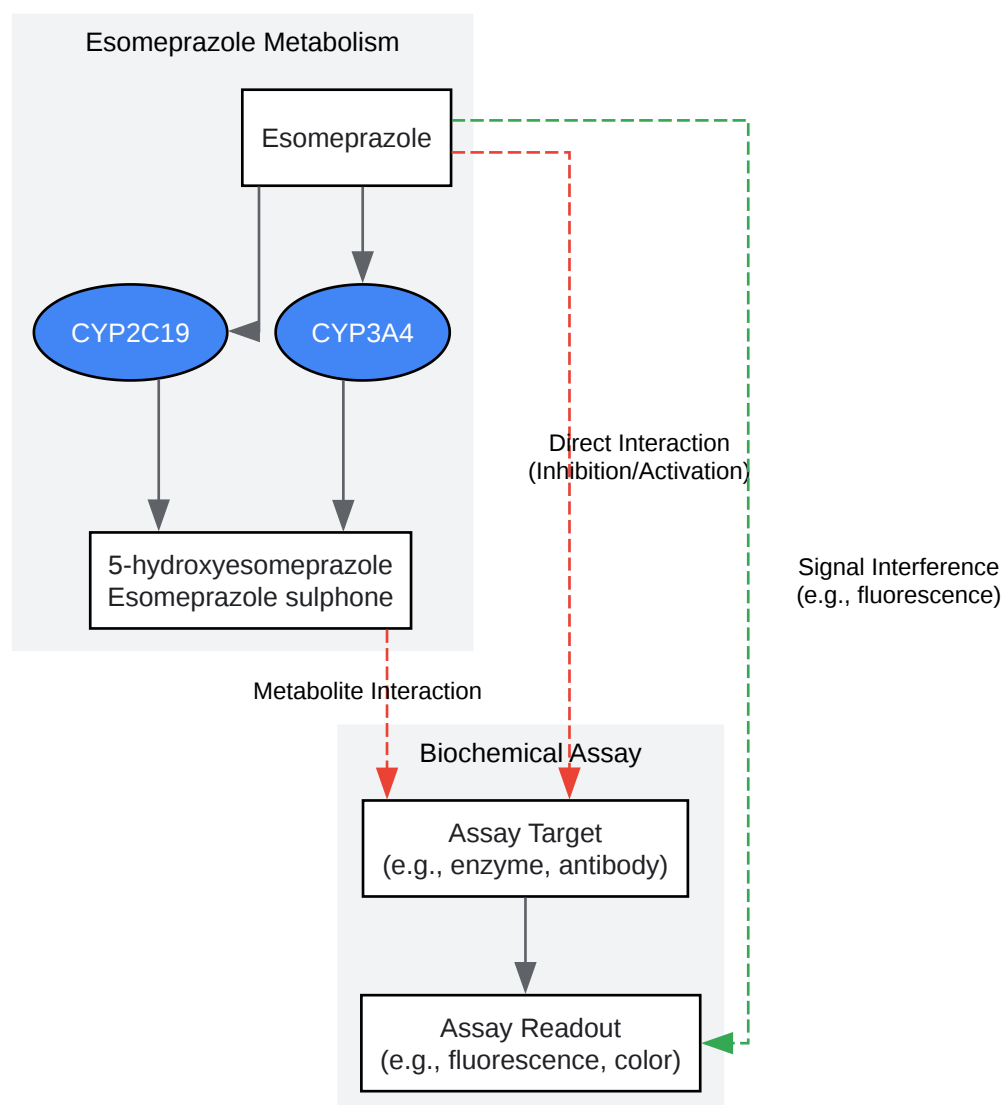 Esomeprazole Metabolism
Esomeprazole
CYP2C19
CYP3A4
Direct Interaction
(Inhibition/Activation)
Signal Interference
(e.g., fluorescence)
5-hydroxyesomeprazole
Esomeprazole sulphone
Metabolite Interaction
Biochemical Assay
Assay Target
(e.g., enzyme, antibody)
Assay Readout
(e.g., fluorescence, color)